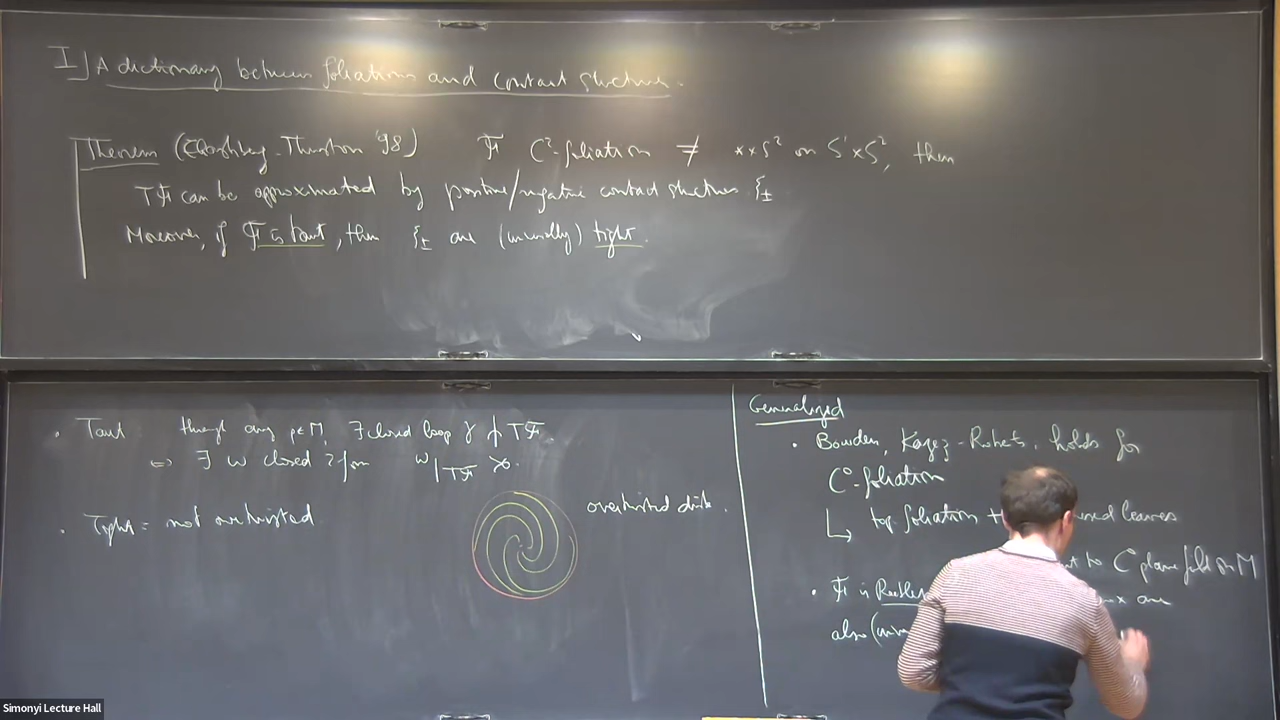 I] A dictionary between foliations and contact structures.
Theorem (Eliashberg-Thurston '98) F C²-foliation ≠ **S² on S¹×S², then
TF can be approximated by positive/negative contact structures ξ±
Moreover, if F is taut, then ξ± are (universally) tight.
. Taut through any p∈M, ∃ closed loop γ ⋔ TF.
⇔ ∃ ω closed 2-form ω|TF >0.
. Tight = not overtwisted
overtwisted disk.
Generalized
. Bowden, Kazez-Roberts, holds for
C⁰-foliation
↳ top. foliation + leaves
to C⁰ plane field on M
. F is are
also
Simonyi Lecture Hall